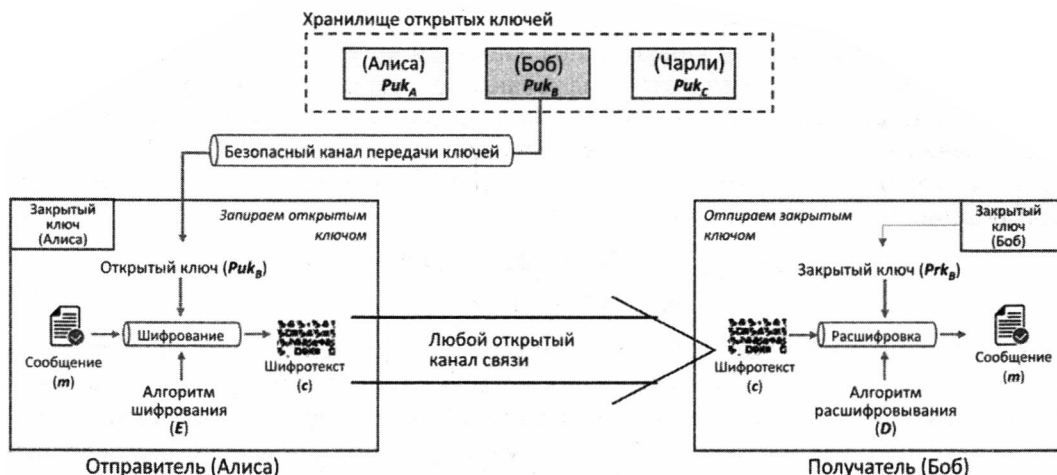 Хранилище открытых ключей
(Алиса)
Puk_A
(Боб)
Puk_B
(Чарли)
Puk_C
Безопасный канал передачи ключей
Закрытый
ключ
(Алиса)
Запираем открытым
ключом
Открытый ключ (Puk_B)
Шифрование
Сообщение
(m)
Шифротекст
(c)
Алгоритм
шифрования
(E)
Отправитель (Алиса)
Любой открытый
канал связи
Отпираем закрытым
ключом
Закрытый
ключ
(Боб)
Закрытый ключ (Prk_B)
Шифротекст
(c)
Расшифровка
Сообщение
(m)
Алгоритм
расшифровывания
(D)
Получатель (Боб)